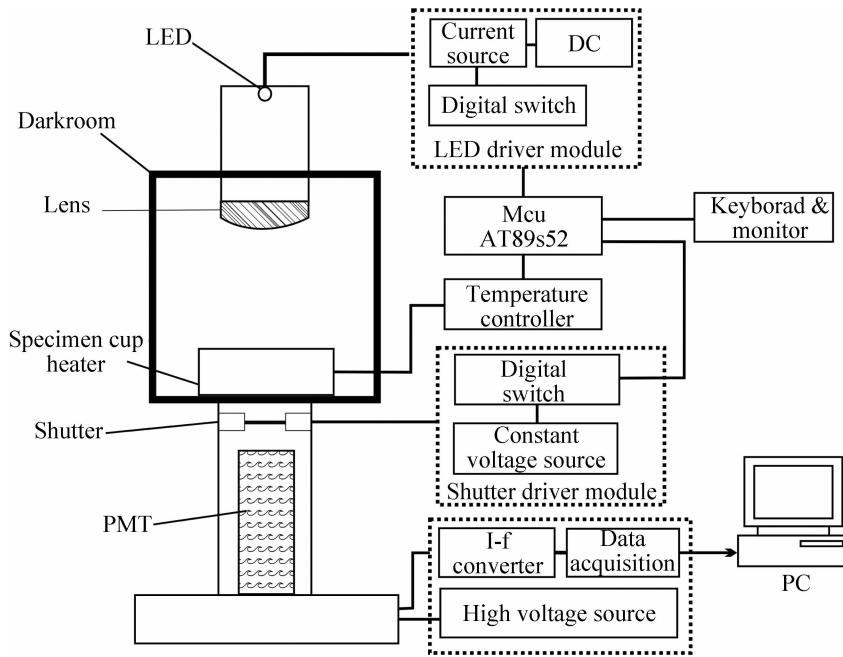 LED
Current
source
DC
Digital switch
LED driver module
Darkroom
Lens
Mcu
AT89s52
Keyborad &
monitor
Temperature
controller
Specimen cup
heater
Digital
switch
Shutter
Constant
voltage source
Shutter driver module
PMT
I-f
converter
Data
acquisition
High voltage source
PC